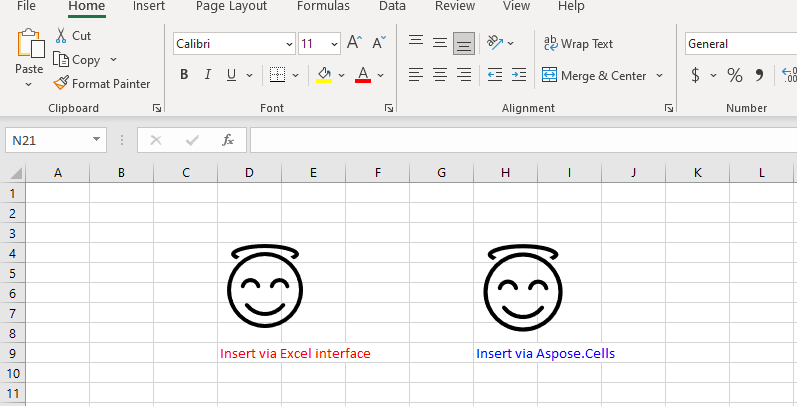 File Home Insert Page Layout Formulas Data Review View Help
Cut
Copy
Format Painter
Paste
Clipboard
Calibri 11 A A
B I U A
Font
ab Wrap Text
Merge & Center
Alignment
General
$ % , .00
Number
N21 fx
A B C D E F G H I J K L
1
2
3
4
5
6
7
8
9 Insert via Excel interface Insert via Aspose.Cells
10
11